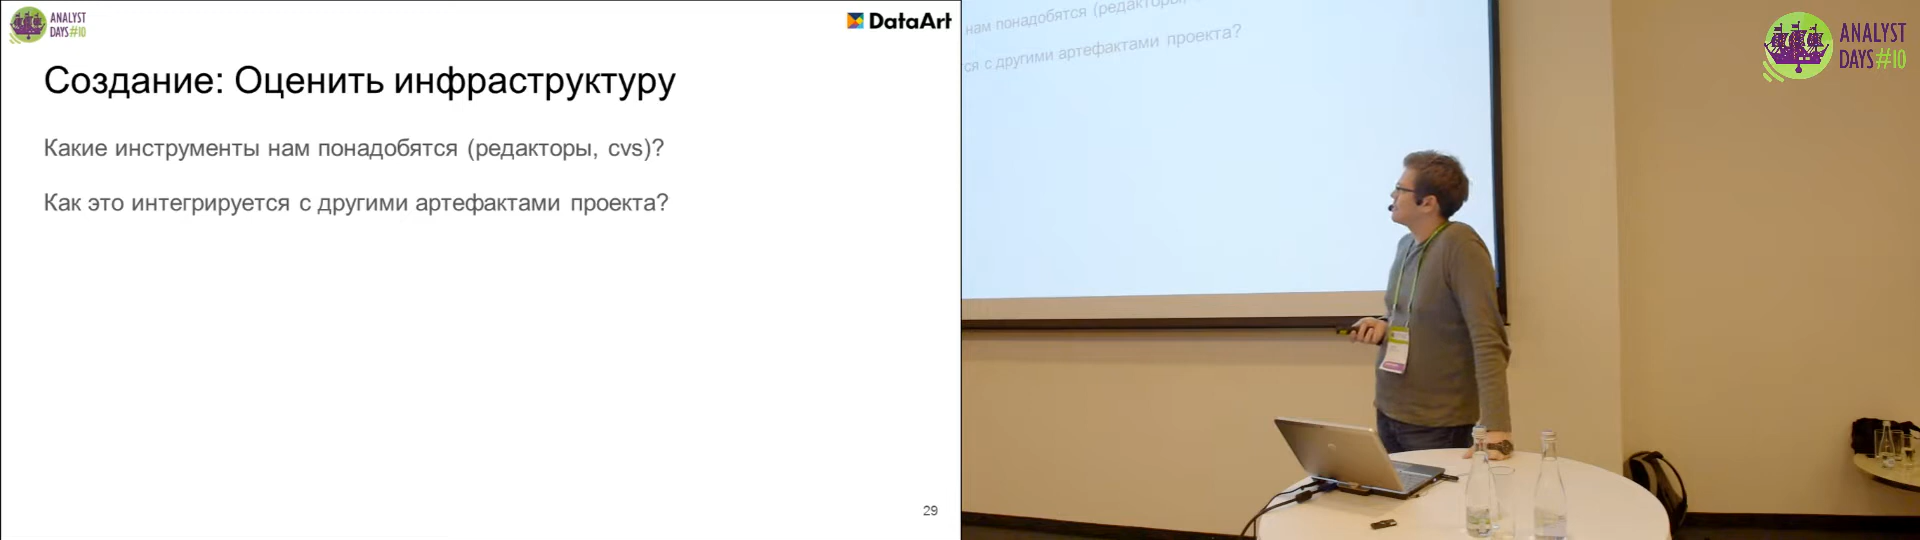 ANALYST
DAYS#10
DataArt
Создание: Оценить инфраструктуру
Какие инструменты нам понадобятся (редакторы, cvs)?
Как это интегрируется с другими артефактами проекта?
29
нам понадобятся (редакторы,
ся с другими артефактами проекта?
ANALYST
DAYS#10